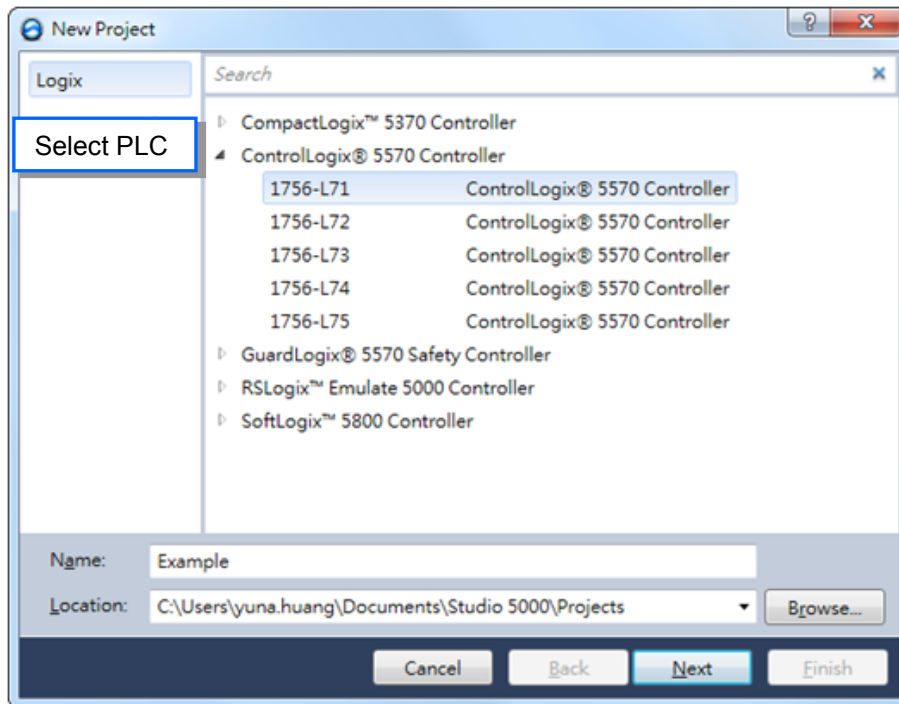 New Project
?
Logix
Search
Select PLC
CompactLogix™ 5370 Controller
ControlLogix® 5570 Controller
1756-L71 ControlLogix® 5570 Controller
1756-L72 ControlLogix® 5570 Controller
1756-L73 ControlLogix® 5570 Controller
1756-L74 ControlLogix® 5570 Controller
1756-L75 ControlLogix® 5570 Controller
GuardLogix® 5570 Safety Controller
RSLogix™ Emulate 5000 Controller
SoftLogix™ 5800 Controller
Name: Example
Location: C:\Users\yuna.huang\Documents\Studio 5000\Projects Browse...
Cancel Back Next Finish